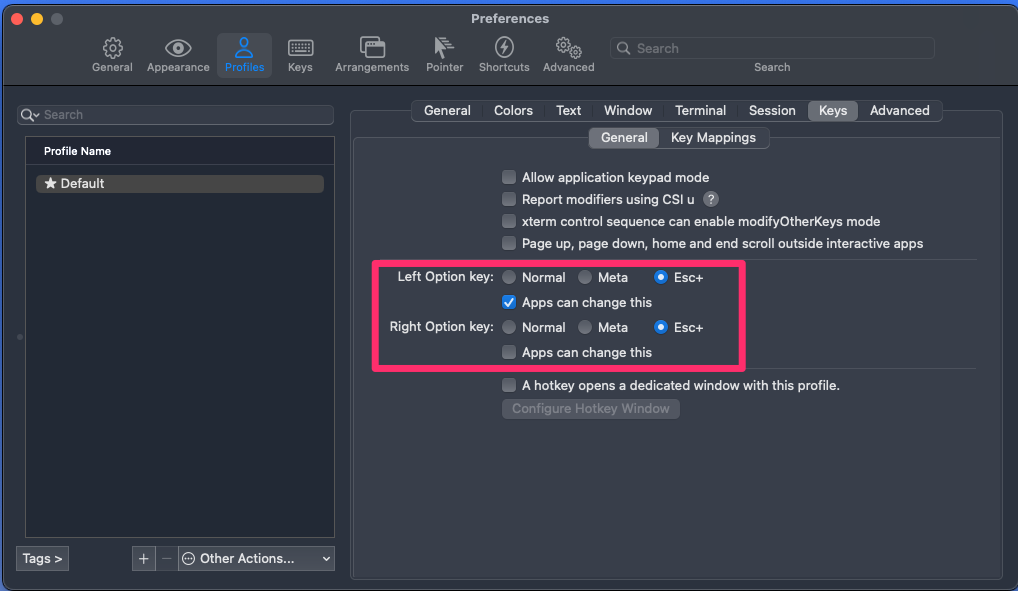 Preferences
General Appearance Profiles Keys Arrangements Pointer Shortcuts Advanced
Search
Search
Search
Profile Name
★ Default
Tags >
+ − Other Actions...
General Colors Text Window Terminal Session Keys Advanced
General Key Mappings
Allow application keypad mode
Report modifiers using CSI u ?
xterm control sequence can enable modifyOtherKeys mode
Page up, page down, home and end scroll outside interactive apps
Left Option key: Normal Meta Esc+
Apps can change this
Right Option key: Normal Meta Esc+
Apps can change this
A hotkey opens a dedicated window with this profile.
Configure Hotkey Window